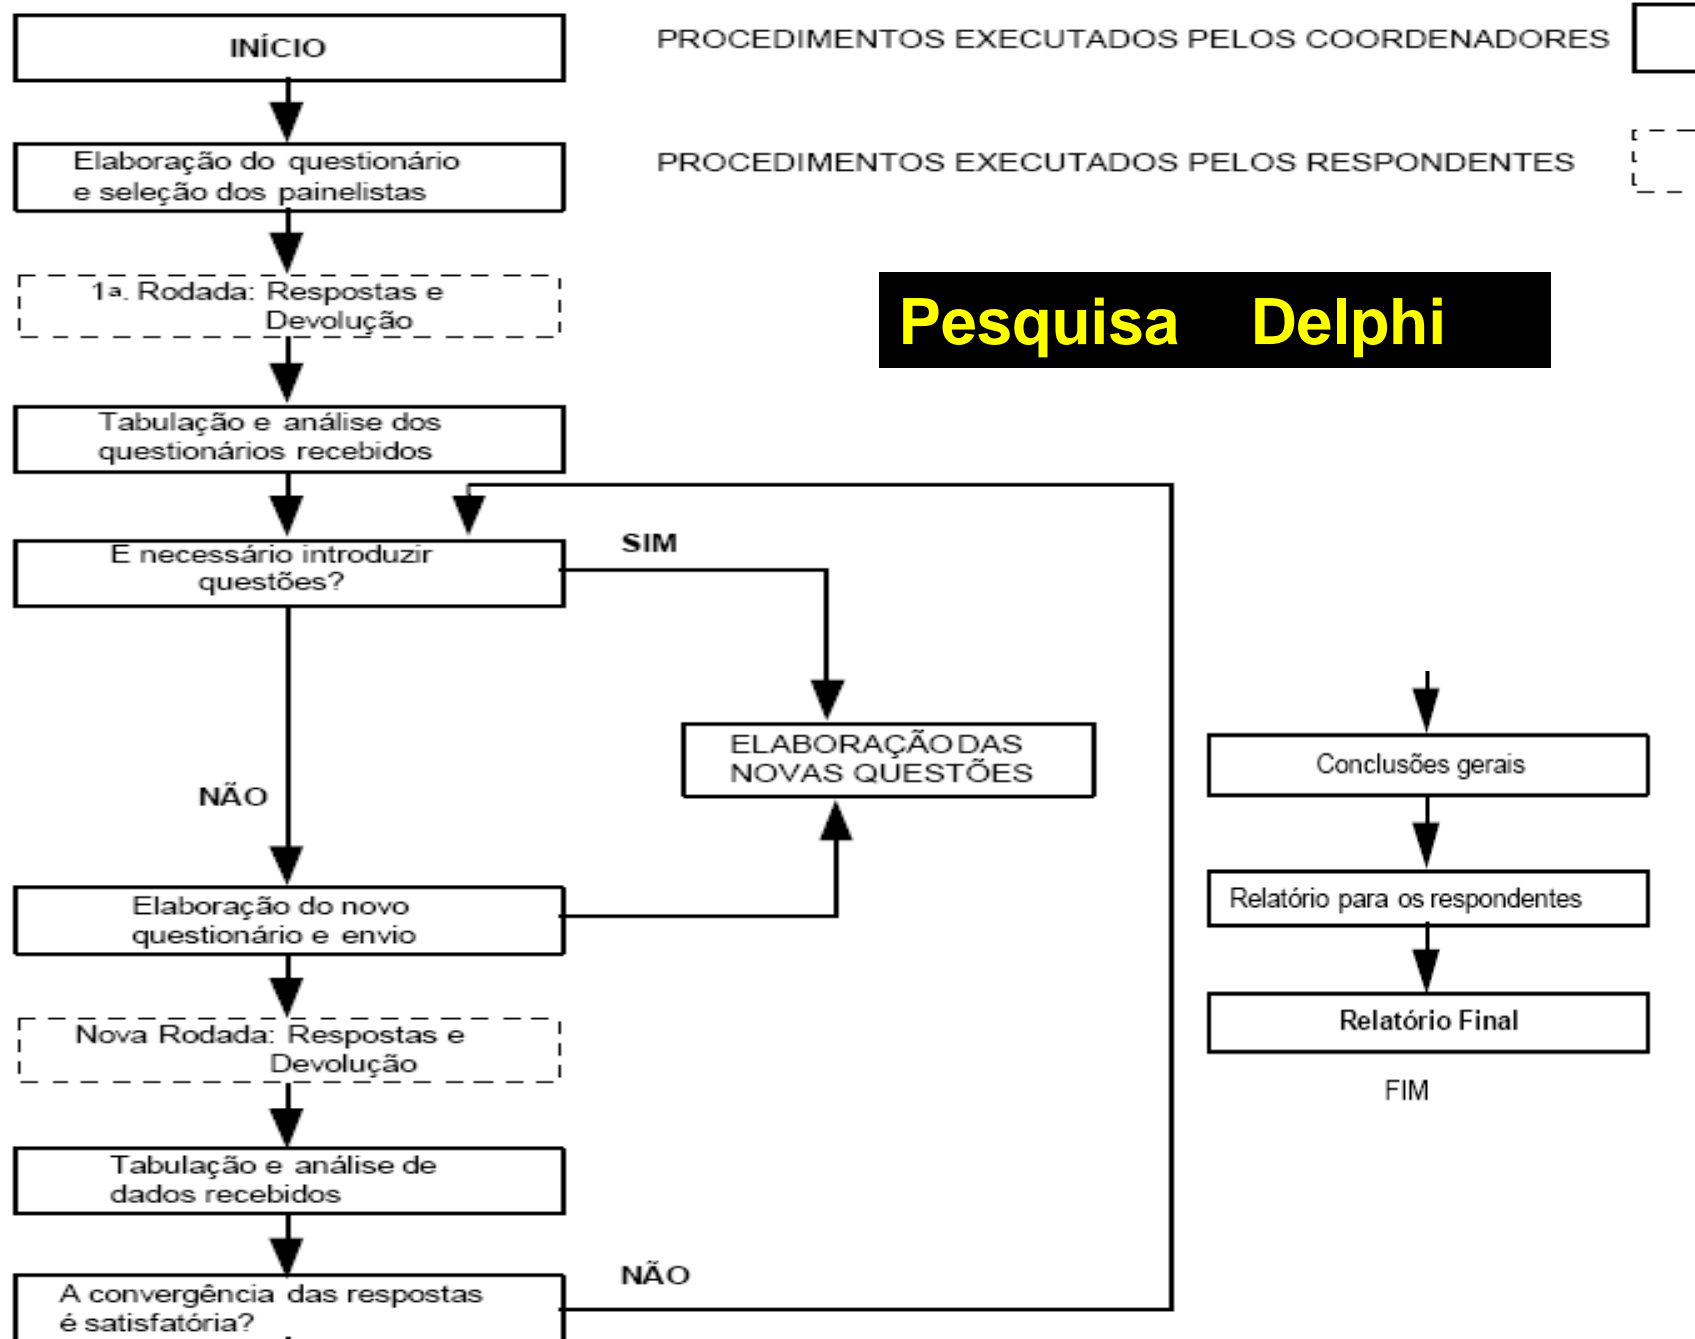 INÍCIO
PROCEDIMENTOS EXECUTADOS PELOS COORDENADORES
Elaboração do questionário
e seleção dos painelistas
PROCEDIMENTOS EXECUTADOS PELOS RESPONDENTES
1ª. Rodada: Respostas e
Devolução
Pesquisa Delphi
Tabulação e análise dos
questionários recebidos
E necessário introduzir
questões?
SIM
ELABORAÇÃO DAS
NOVAS QUESTÕES
NÃO
Elaboração do novo
questionário e envio
Nova Rodada: Respostas e
Devolução
Tabulação e análise de
dados recebidos
A convergência das respostas
é satisfatória?
NÃO
Conclusões gerais
Relatório para os respondentes
Relatório Final
FIM